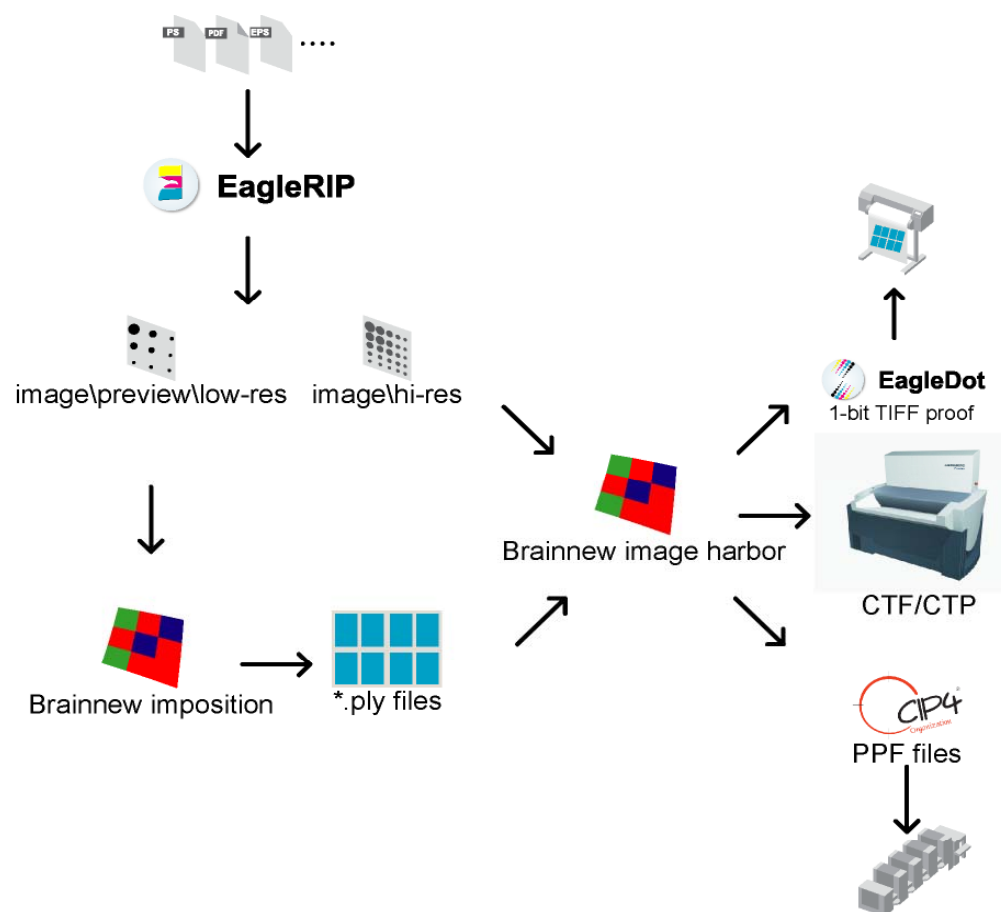 PS PDF EPS ....
EagleRIP
image\preview\low-res image\hi-res
EagleDot
1-bit TIFF proof
Brainnew image harbor
CTF/CTP
Brainnew imposition
*.ply files
CIP4
Organization
PPF files